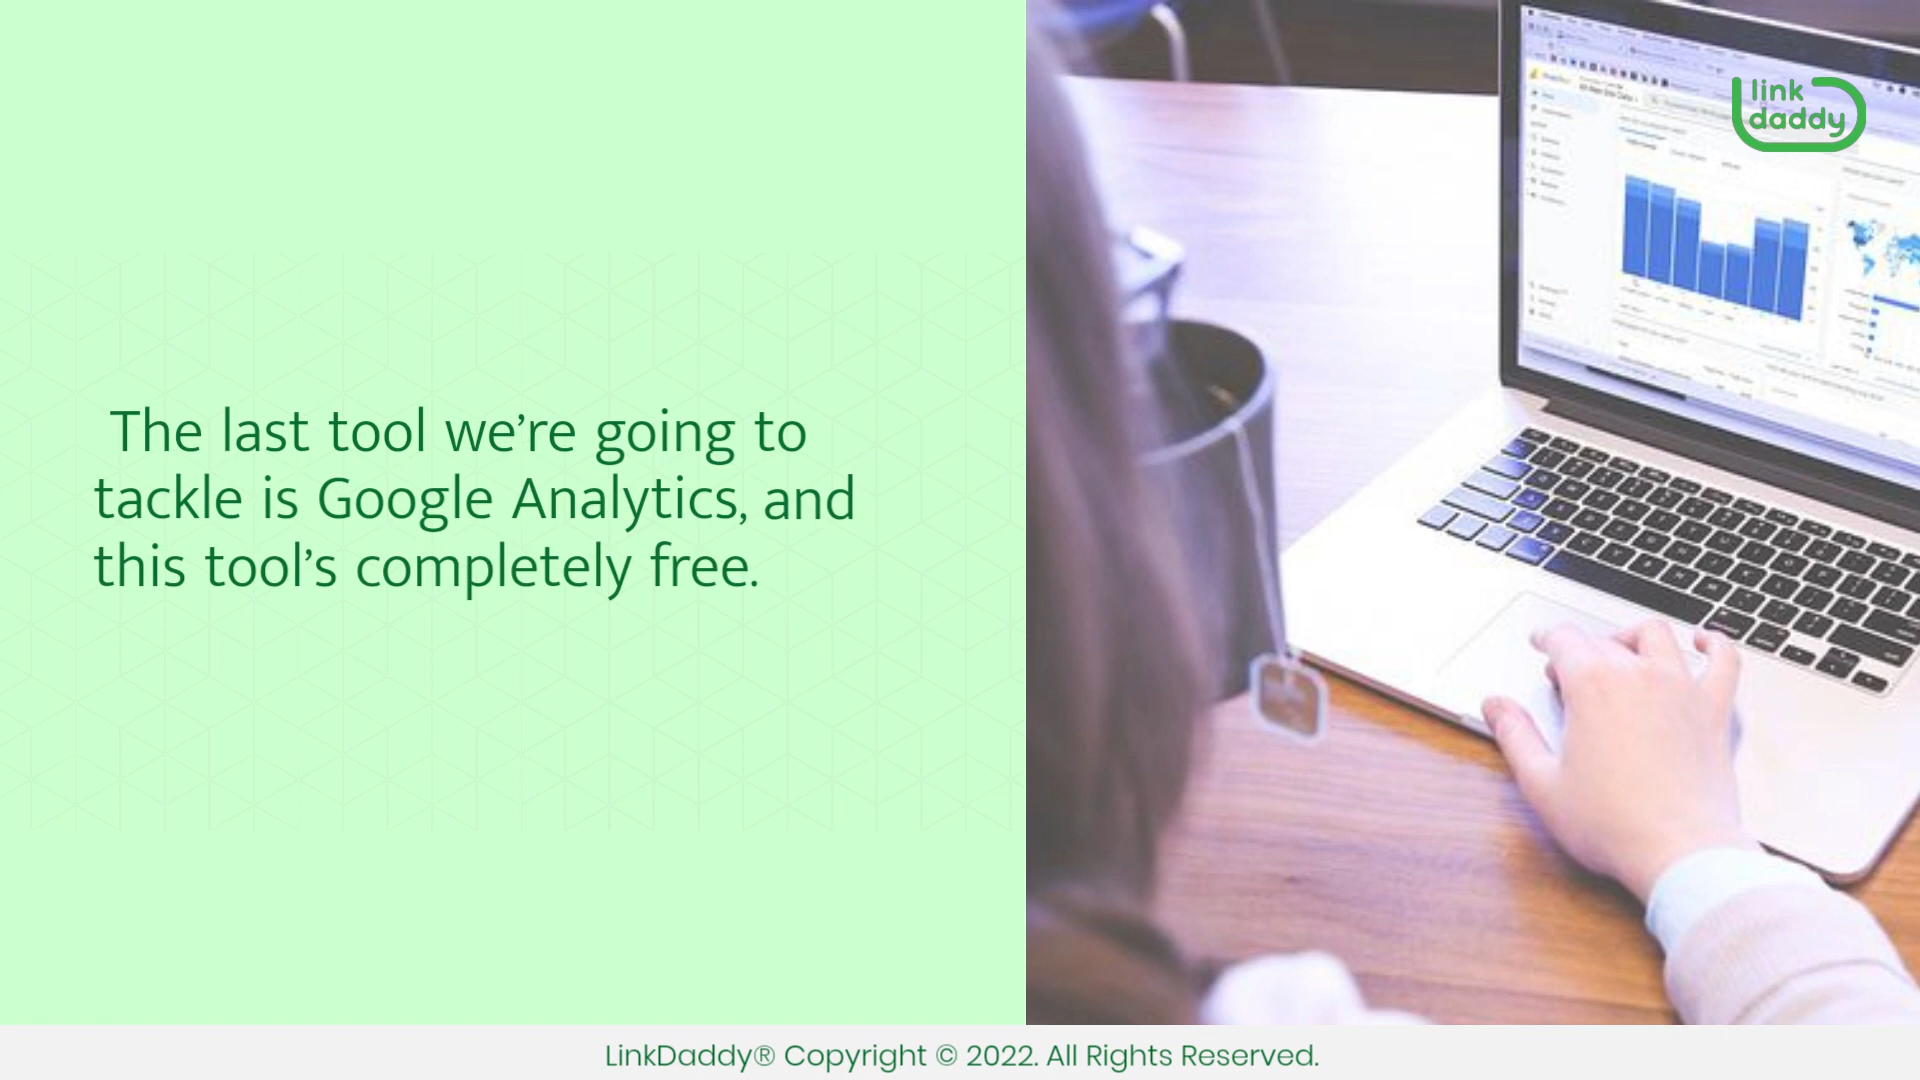 link
daddy
The last tool we’re going to
tackle is Google Analytics, and
this tool’s completely free.
LinkDaddy® Copyright © 2022. All Rights Reserved.